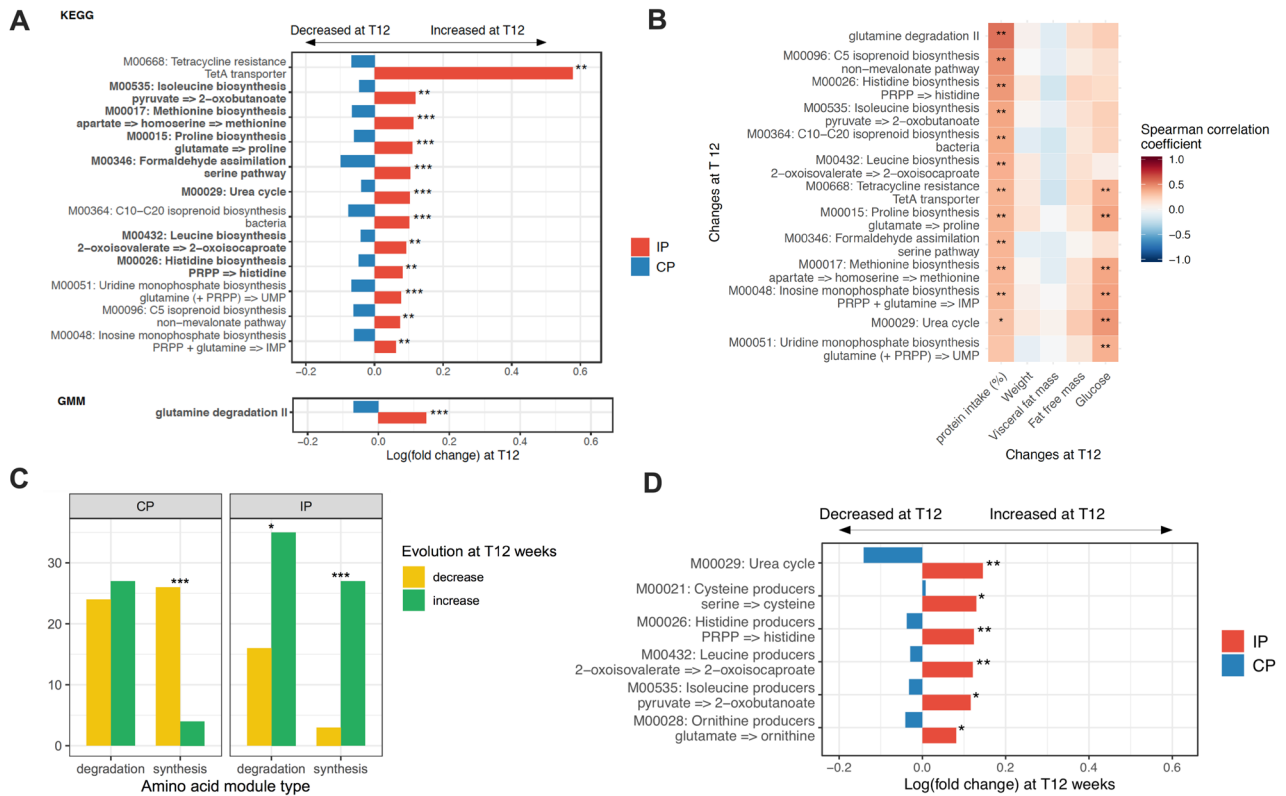 A
KEGG
Decreased at T12
Increased at T12
M00668: Tetracycline resistance
TetA transporter
M00535: Isoleucine biosynthesis
pyruvate => 2-oxobutanoate
M00017: Methionine biosynthesis
apartate => homoserine => methionine
M00015: Proline biosynthesis
glutamate => proline
M00346: Formaldehyde assimilation
serine pathway
M00029: Urea cycle
M00364: C10-C20 isoprenoid biosynthesis
bacteria
M00432: Leucine biosynthesis
2-oxoisovalerate => 2-oxoisocaproate
M00026: Histidine biosynthesis
PRPP => histidine
M00051: Uridine monophosphate biosynthesis
glutamine (+ PRPP) => UMP
M00096: C5 isoprenoid biosynthesis
non-mevalonate pathway
M00048: Inosine monophosphate biosynthesis
PRPP + glutamine => IMP
**
**
***
***
***
***
***
**
**
***
**
**
-0.2 0.0 0.2 0.4 0.6
IP
CP
GMM
glutamine degradation II
***
-0.2 0.0 0.2 0.4 0.6
Log(fold change) at T12
B
Changes at T 12
glutamine degradation II
M00096: C5 isoprenoid biosynthesis
non-mevalonate pathway
M00026: Histidine biosynthesis
PRPP => histidine
M00535: Isoleucine biosynthesis
pyruvate => 2-oxobutanoate
M00364: C10-C20 isoprenoid biosynthesis
bacteria
M00432: Leucine biosynthesis
2-oxoisovalerate => 2-oxoisocaproate
M00668: Tetracycline resistance
TetA transporter
M00015: Proline biosynthesis
glutamate => proline
M00346: Formaldehyde assimilation
serine pathway
M00017: Methionine biosynthesis
apartate => homoserine => methionine
M00048: Inosine monophosphate biosynthesis
PRPP + glutamine => IMP
M00029: Urea cycle
M00051: Uridine monophosphate biosynthesis
glutamine (+ PRPP) => UMP
**
**
**
**
**
**
** **
** **
**
** **
** **
* **
**
protein intake (%)
Weight
Visceral fat mass
Fat free mass
Glucose
Changes at T12
Spearman correlation
coefficient
1.0
0.5
0.0
-0.5
-1.0
C
CP
IP
***
*
***
30
20
10
0
degradation synthesis
degradation synthesis
Amino acid module type
Evolution at T12 weeks
decrease
increase
D
Decreased at T12
Increased at T12
M00029: Urea cycle
M00021: Cysteine producers
serine => cysteine
M00026: Histidine producers
PRPP => histidine
M00432: Leucine producers
2-oxoisovalerate => 2-oxoisocaproate
M00535: Isoleucine producers
pyruvate => 2-oxobutanoate
M00028: Ornithine producers
glutamate => ornithine
**
*
**
**
*
*
-0.2 0.0 0.2 0.4 0.6
Log(fold change) at T12 weeks
IP
CP